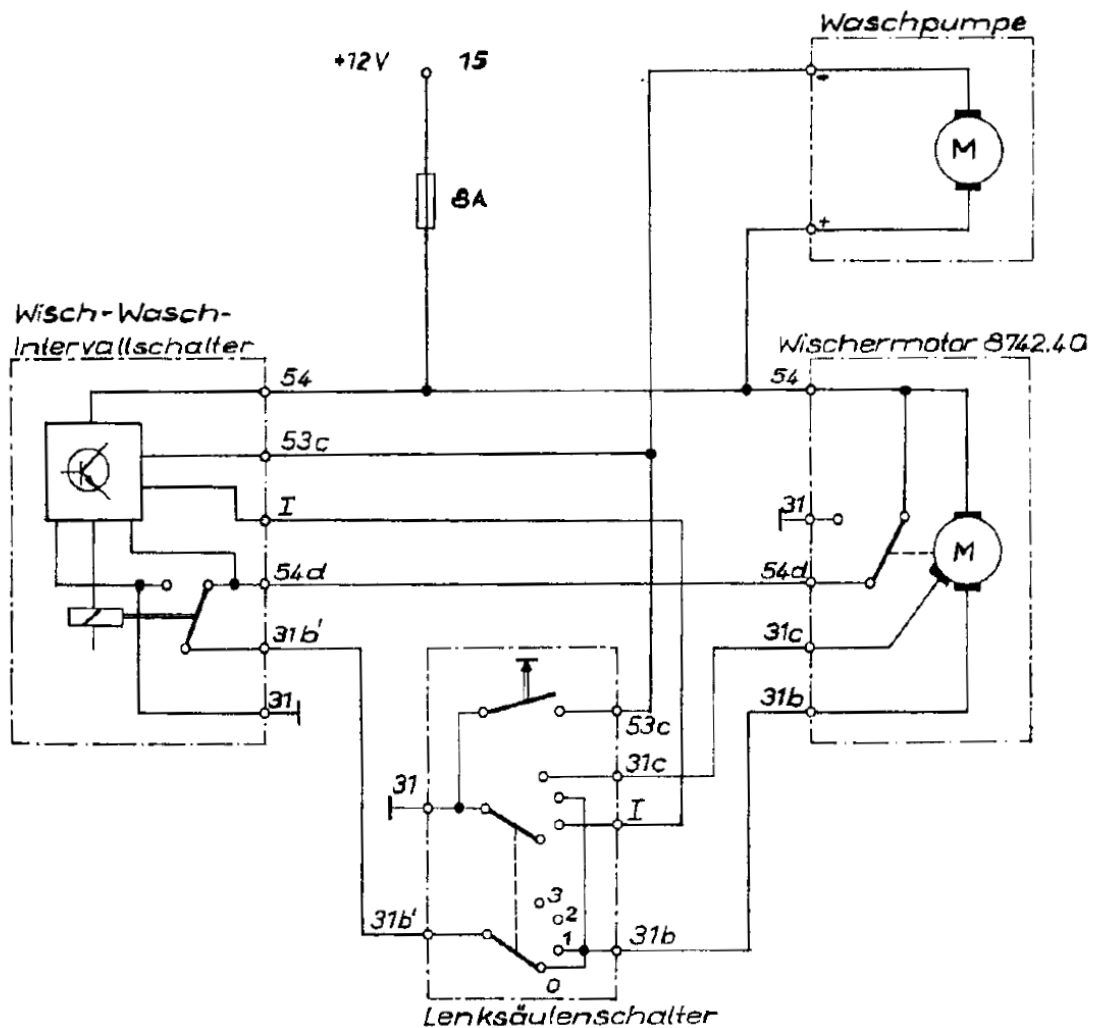 Waschpumpe
+12V 15
-
M
8A
+
Wisch-Wasch-
Intervallschalter
Wischermotor 8742.40
54
54
53c
I
31
M
54d
54d
31b'
31c
31
31b
53c
31c
31
I
3
2
31b'
1
31b
0
Lenksäulenschalter